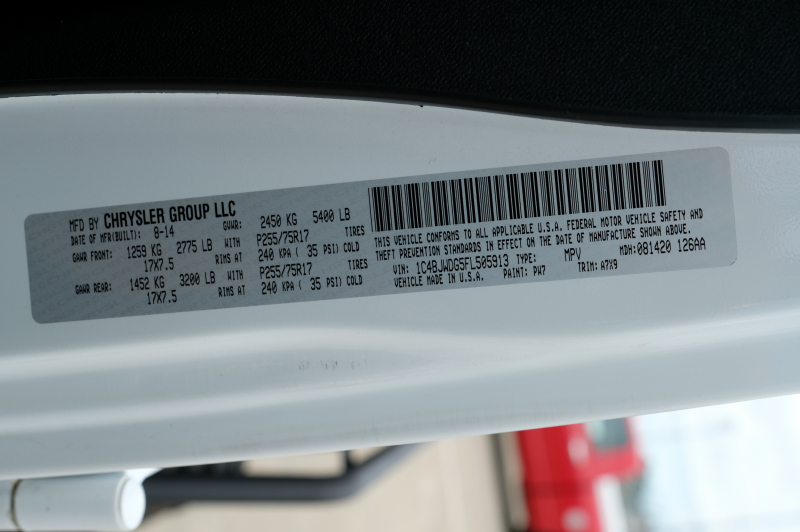 MFD BY CHRYSLER GROUP LLC
DATE OF MFR(BUILT): 8-14 GVWR: 2450 KG 5400 LB
GAWR FRONT: 1259 KG 2775 LB WITH P255/75R17 TIRES
17X7.5 RIMS AT 240 KPA ( 35 PSI) COLD
GAWR REAR: 1452 KG 3200 LB WITH P255/75R17 TIRES
17X7.5 RIMS AT 240 KPA ( 35 PSI) COLD
THIS VEHICLE CONFORMS TO ALL APPLICABLE U.S.A. FEDERAL MOTOR VEHICLE SAFETY AND
THEFT PREVENTION STANDARDS IN EFFECT ON THE DATE OF MANUFACTURE SHOWN ABOVE.
VIN: 1C4BJWDG5FL505913 TYPE: MPV MDH: 081420 126AA
VEHICLE MADE IN U.S.A. PAINT: PW7 TRIM: A7X9